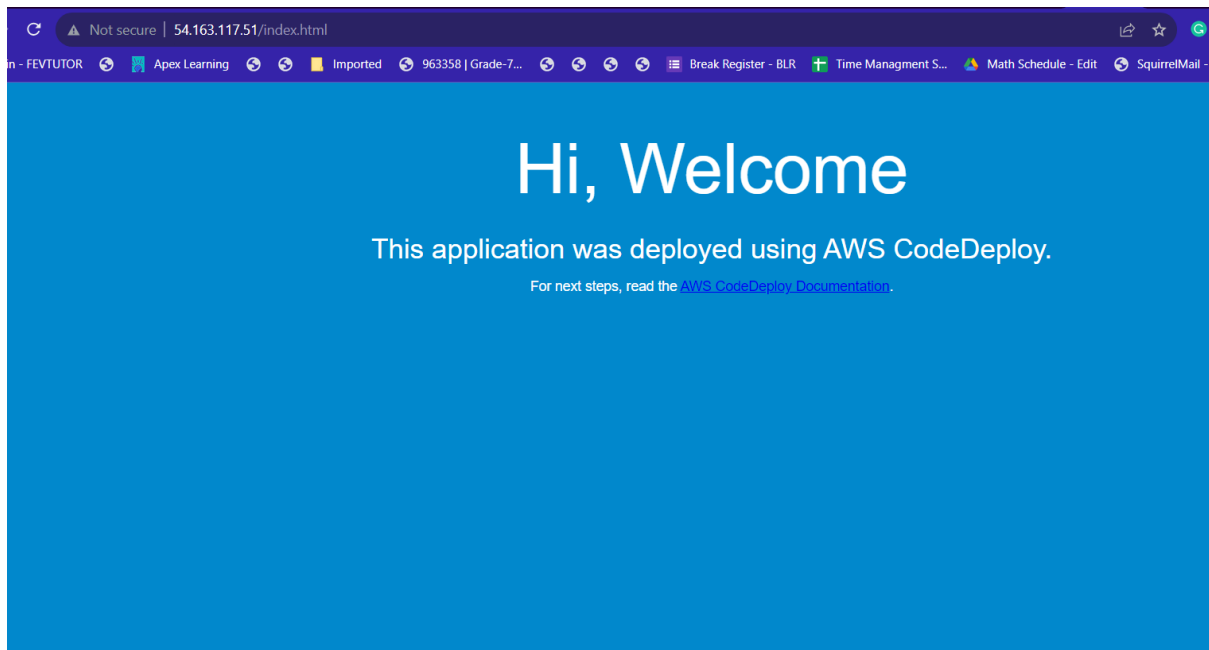 Not secure | 54.163.117.51/index.html
in - FEVTUTOR Apex Learning Imported 963358 | Grade-7... Break Register - BLR Time Managment S... Math Schedule - Edit SquirrelMail -
Hi, Welcome
This application was deployed using AWS CodeDeploy.
For next steps, read the AWS CodeDeploy Documentation.